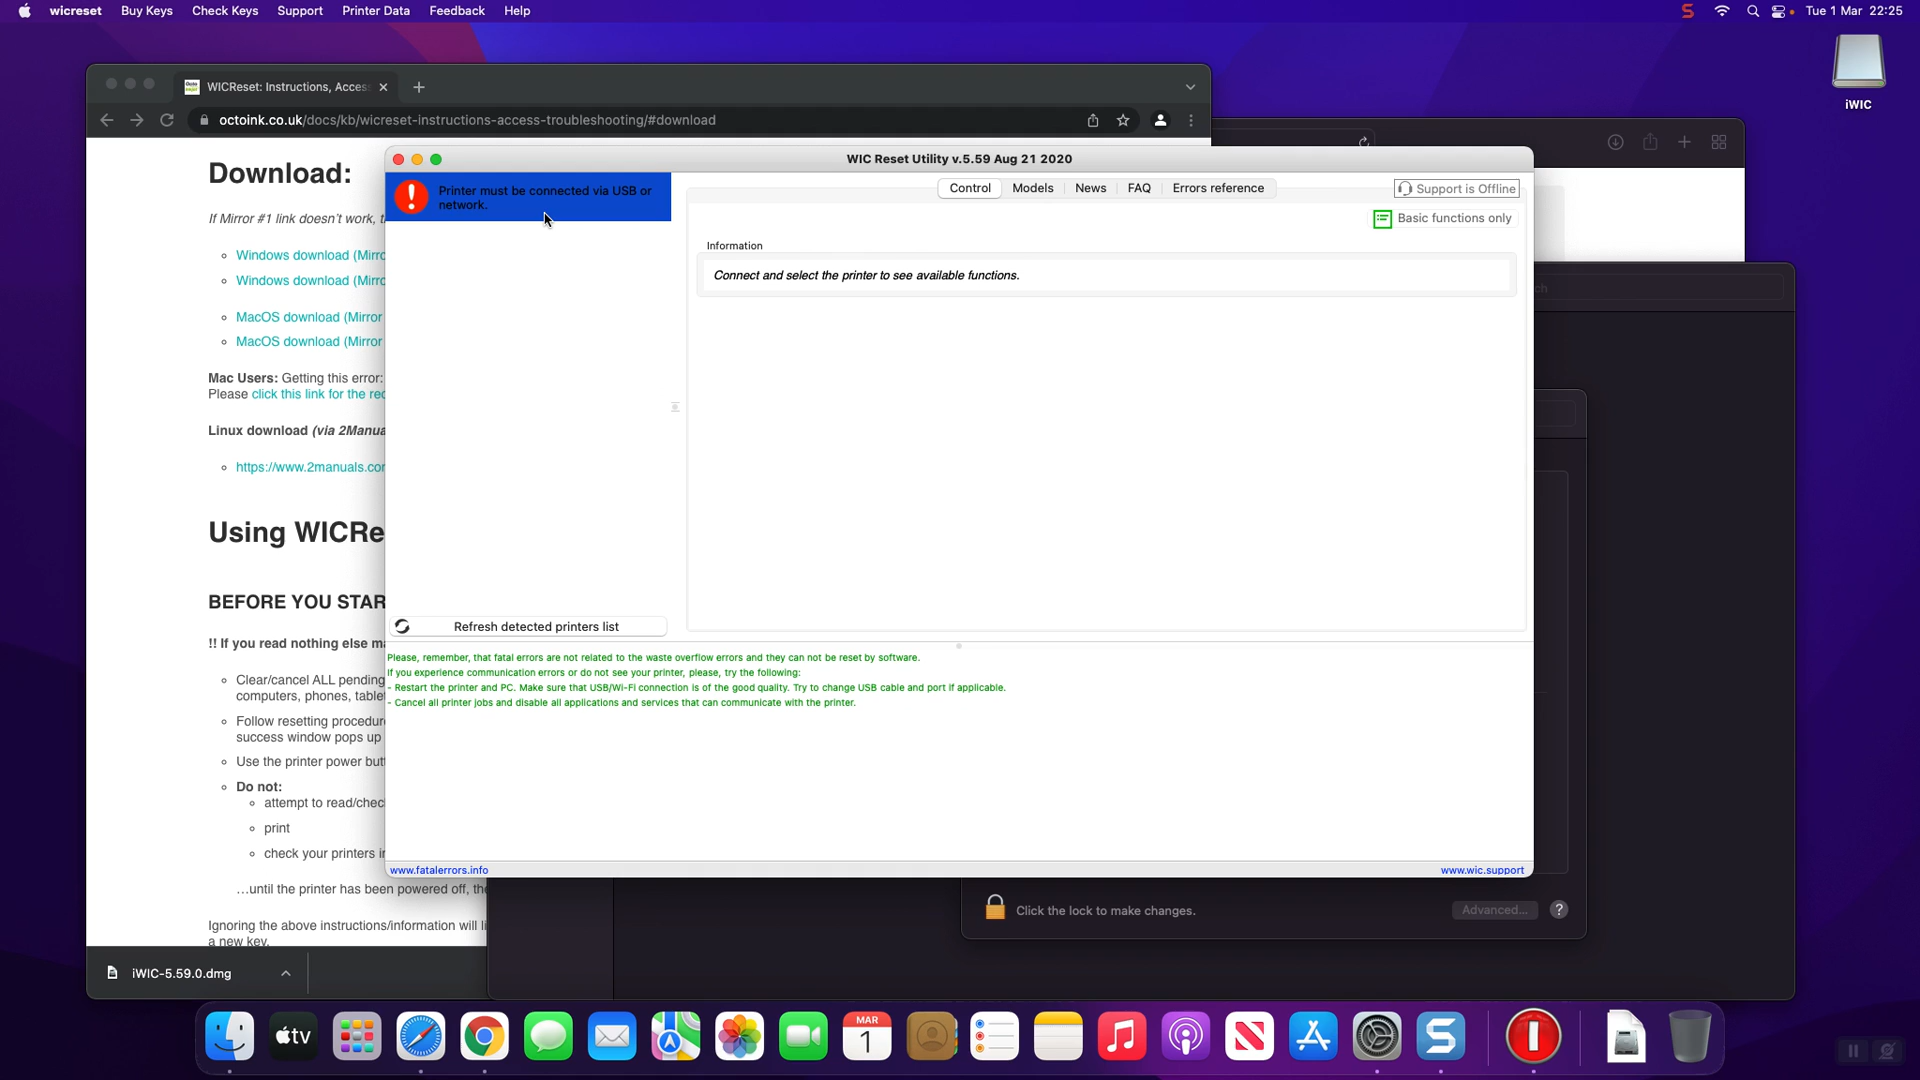 wicreset Buy Keys Check Keys Support Printer Data Feedback Help
Tue 1 Mar 22:25
iWIC
WICReset: Instructions, Access
octoink.co.uk/docs/kb/wicreset-instructions-access-troubleshooting/#download
WIC Reset Utility v.5.59 Aug 21 2020
Printer must be connected via USB or
network.
Control Models News FAQ Errors reference
Support is Offline
Basic functions only
Information
Connect and select the printer to see available functions.
Refresh detected printers list
Please, remember, that fatal errors are not related to the waste overflow errors and they can not be reset by software.
If you experience communication errors or do not see your printer, please, try the following:
- Restart the printer and PC. Make sure that USB/Wi-Fi connection is of the good quality. Try to change USB cable and port if applicable.
- Cancel all printer jobs and disable all applications and services that can communicate with the printer.
www.fatalerrors.info
www.wic.support
Download:
If Mirror #1 link doesn't work,
Windows download (Mirro
Windows download (Mirro
MacOS download (Mirror
MacOS download (Mirror
Mac Users: Getting this error:
Please click this link for the
Linux download (via 2Manua
https://www.2manuals.co
Using WICRe
BEFORE YOU STAR
!! If you read nothing else
Clear/cancel ALL pending
computers, phones, table
Follow resetting procedur
success window pops up
Use the printer power but
Do not:
attempt to read/chec
print
check your printers
...until the printer has been powered off,
Ignoring the above instructions/information will
a new key.
iWIC-5.59.0.dmg
Click the lock to make changes.
Advanced...
?
tv
MAR
1